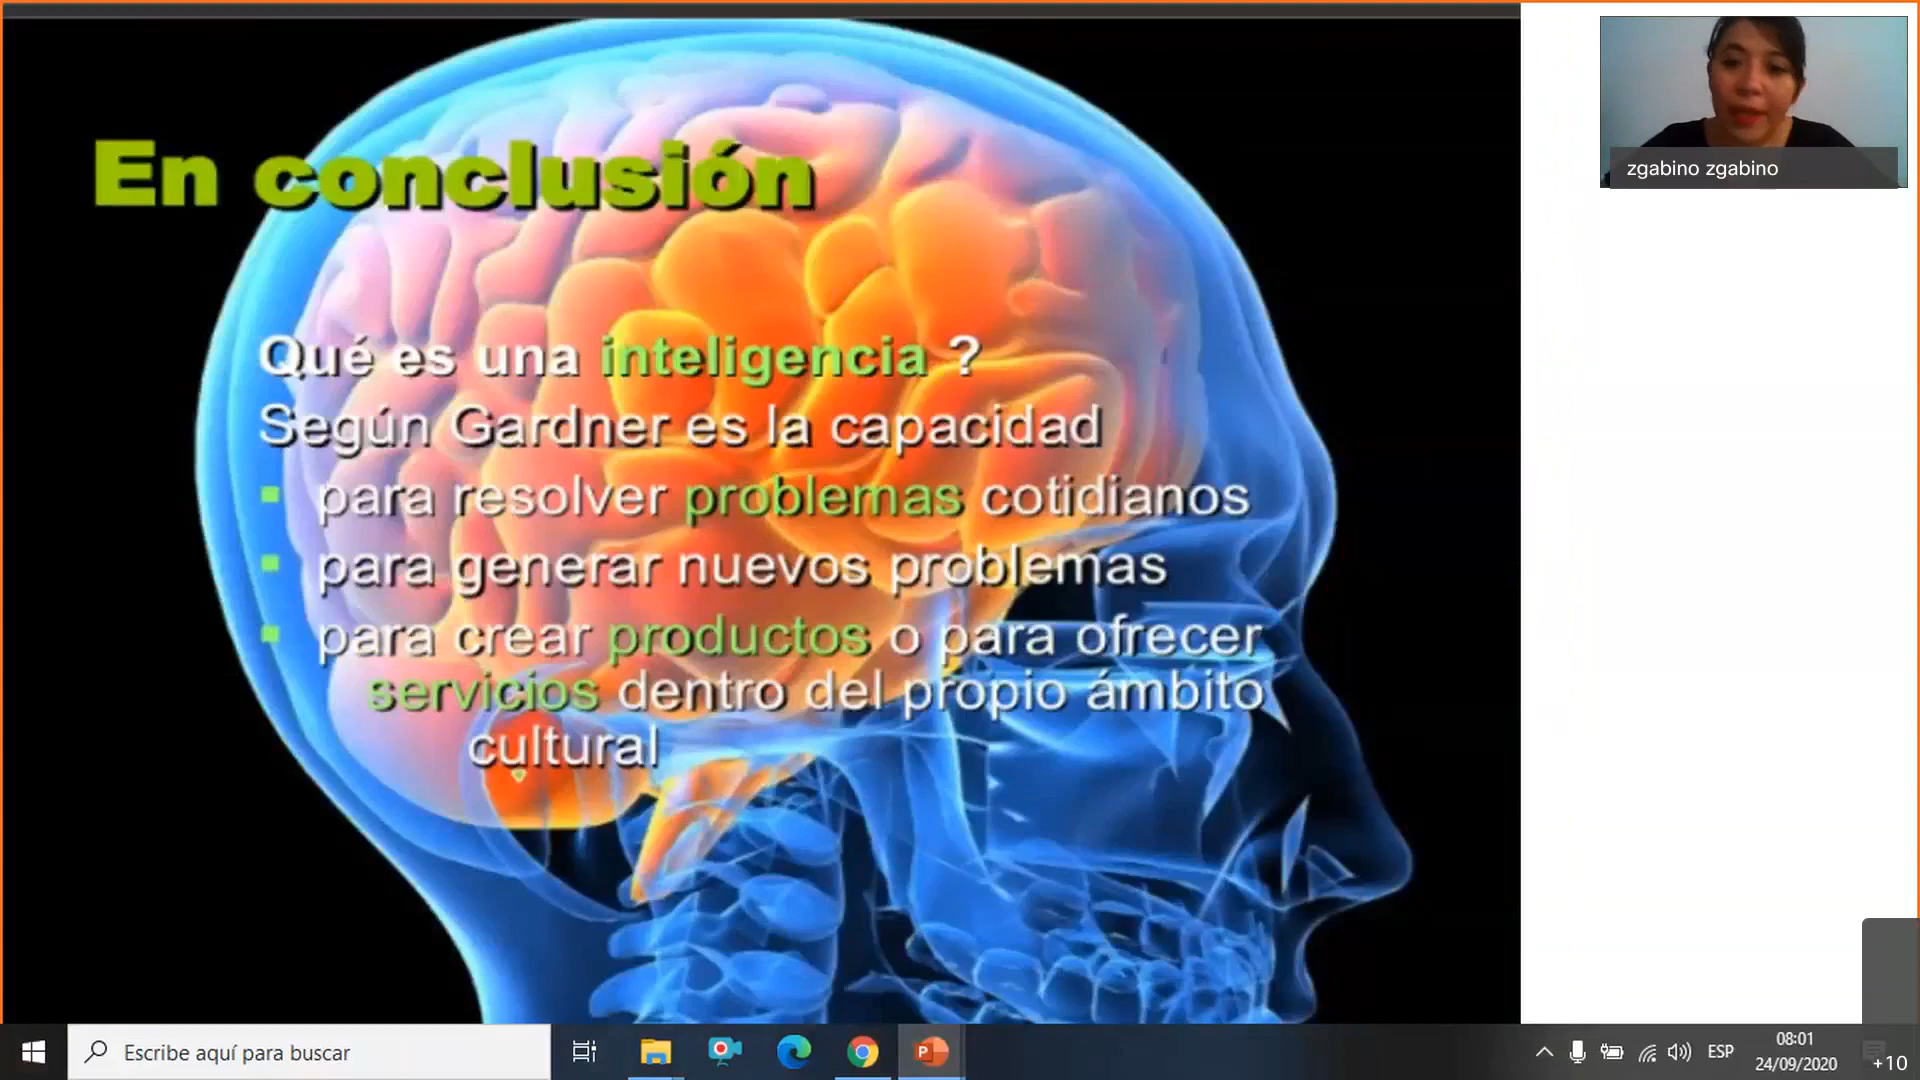 En conclusión
Qué es una inteligencia ?
Según Gardner es la capacidad
para resolver problemas cotidianos
para generar nuevos problemas
para crear productos o para ofrecer
servicios dentro del propio ámbito
cultural
zgabino zgabino
Escribe aquí para buscar
ESP
08:01
24/09/2020
+10